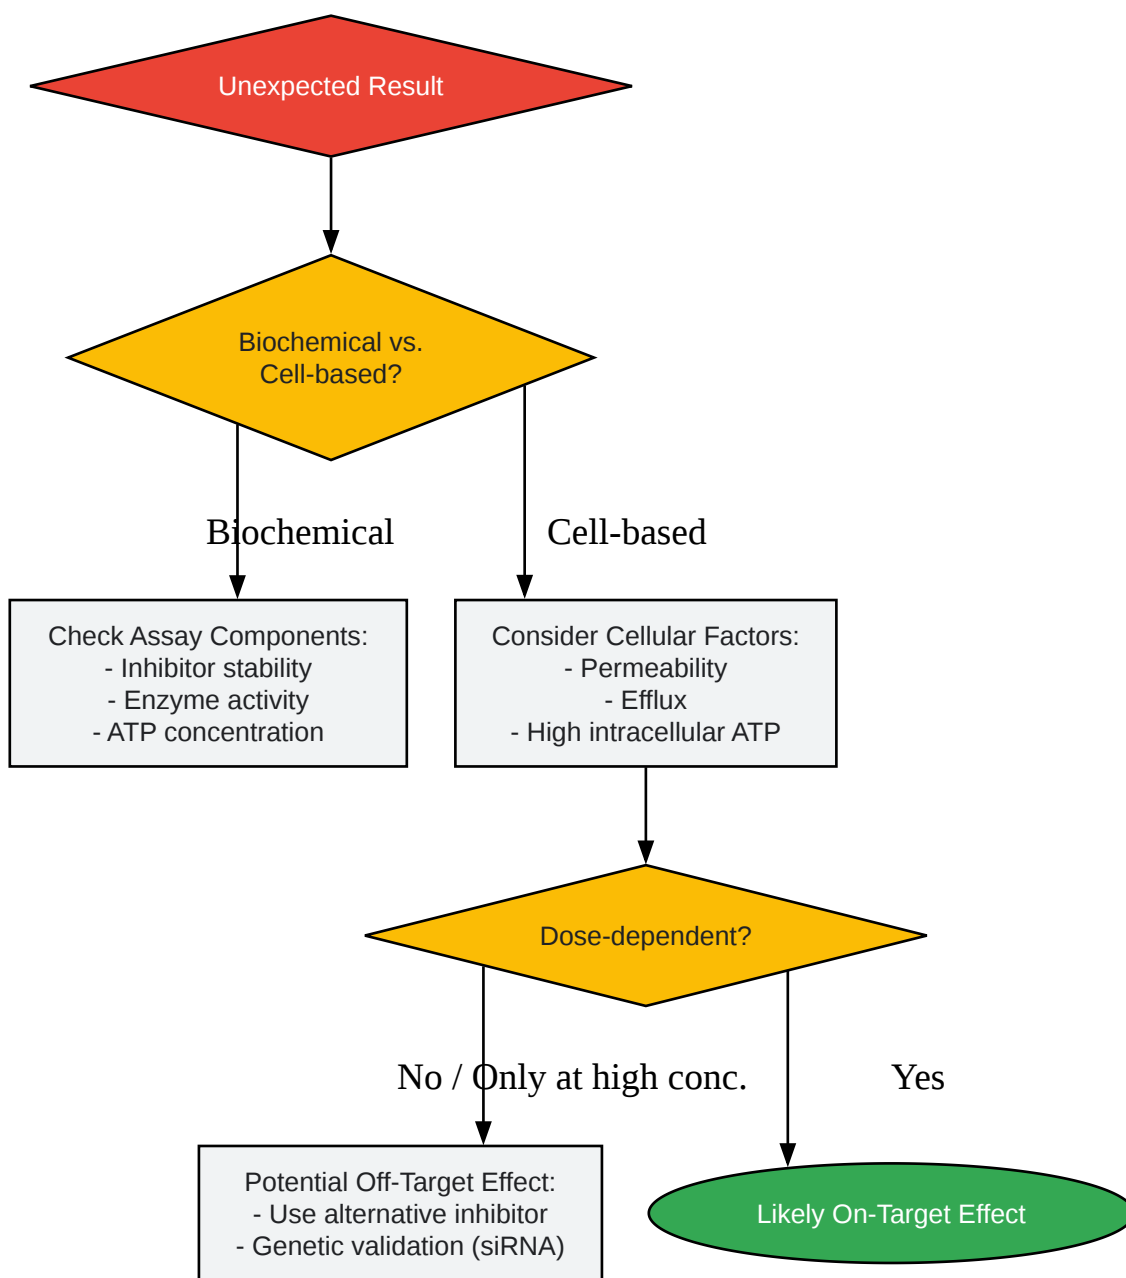 Unexpected Result
Biochemical vs.
Cell-based?
Biochemical
Cell-based
Check Assay Components:
- Inhibitor stability
- Enzyme activity
- ATP concentration
Consider Cellular Factors:
- Permeability
- Efflux
- High intracellular ATP
Dose-dependent?
No / Only at high conc.
Yes
Potential Off-Target Effect:
- Use alternative inhibitor
- Genetic validation (siRNA)
Likely On-Target Effect